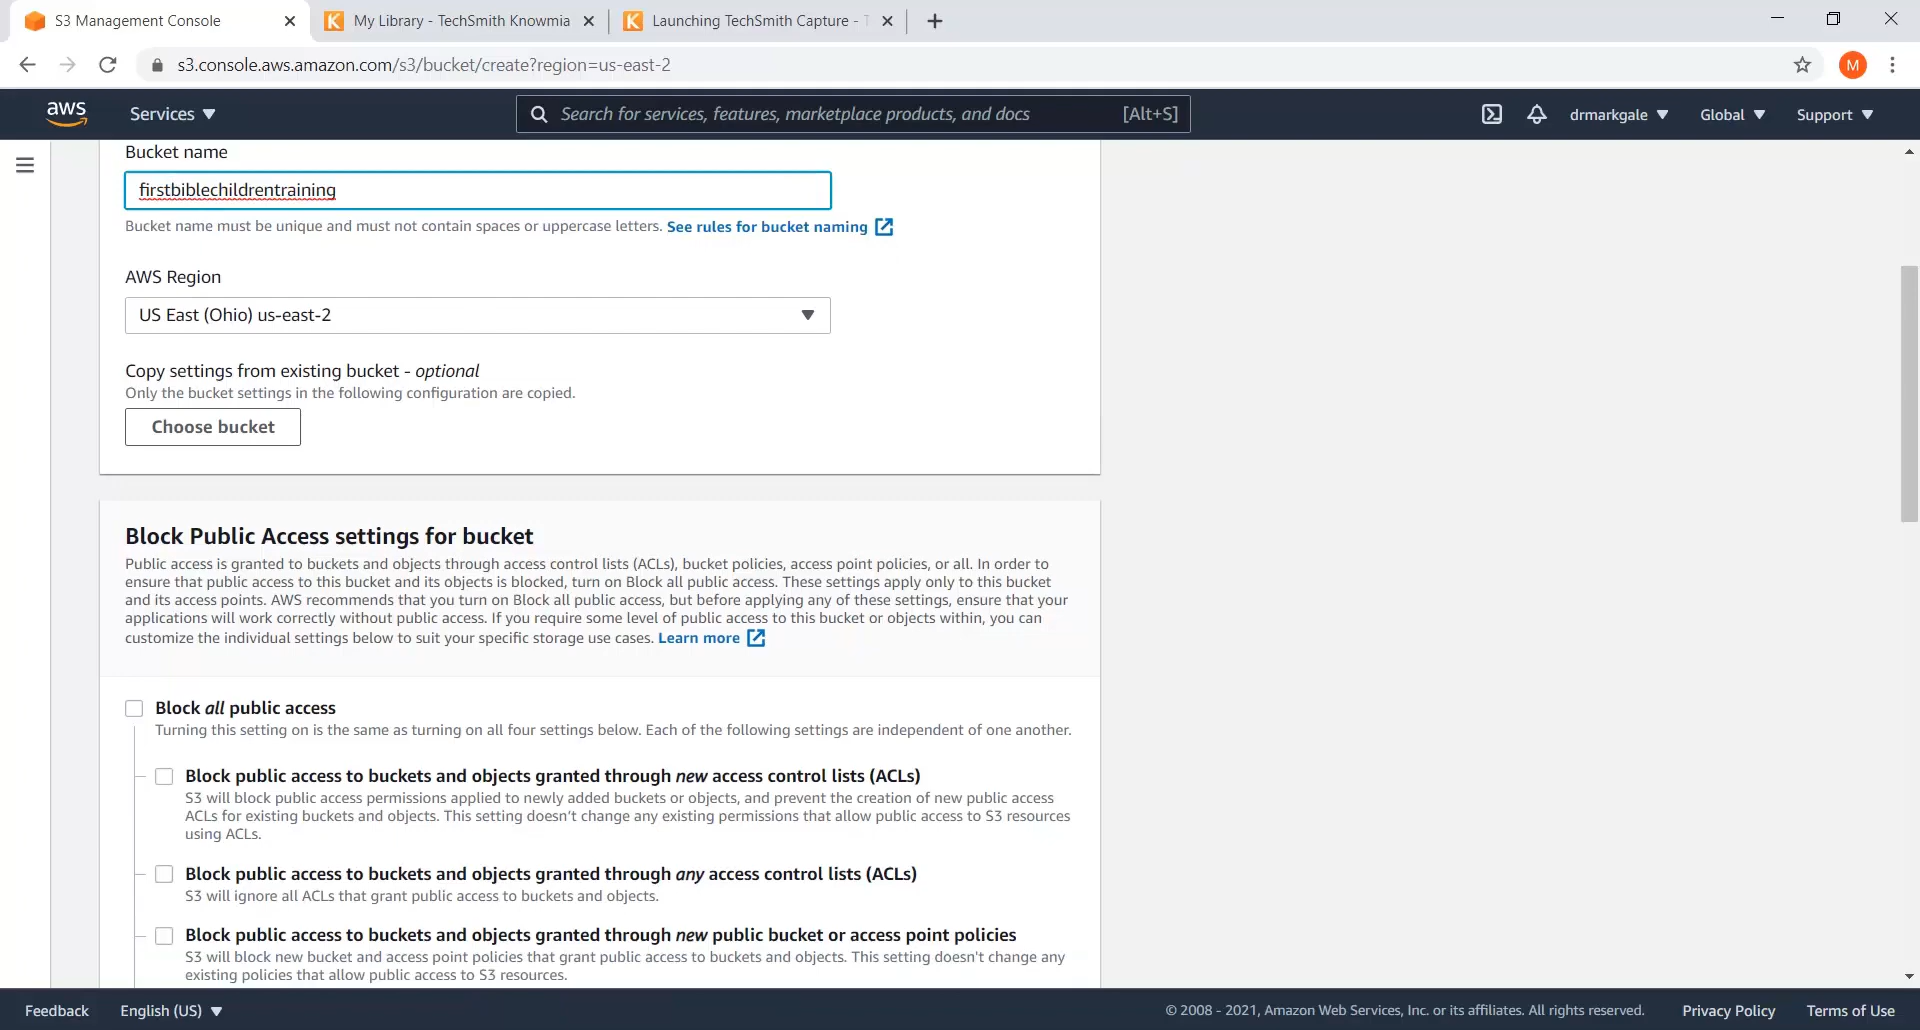 S3 Management Console
My Library - TechSmith Knowmia
Launching TechSmith Capture - T
s3.console.aws.amazon.com/s3/bucket/create?region=us-east-2
M
aws
Services
Search for services, features, marketplace products, and docs
[Alt+S]
drmarkgale
Global
Support
Bucket name
firstbiblechildrentraining
Bucket name must be unique and must not contain spaces or uppercase letters. See rules for bucket naming
AWS Region
US East (Ohio) us-east-2
Copy settings from existing bucket - optional
Only the bucket settings in the following configuration are copied.
Choose bucket
Block Public Access settings for bucket
Public access is granted to buckets and objects through access control lists (ACLs), bucket policies, access point policies, or all. In order to
ensure that public access to this bucket and its objects is blocked, turn on Block all public access. These settings apply only to this bucket
and its access points. AWS recommends that you turn on Block all public access, but before applying any of these settings, ensure that your
applications will work correctly without public access. If you require some level of public access to this bucket or objects within, you can
customize the individual settings below to suit your specific storage use cases. Learn more
Block all public access
Turning this setting on is the same as turning on all four settings below. Each of the following settings are independent of one another.
Block public access to buckets and objects granted through new access control lists (ACLs)
S3 will block public access permissions applied to newly added buckets or objects, and prevent the creation of new public access
ACLs for existing buckets and objects. This setting doesn't change any existing permissions that allow public access to S3 resources
using ACLs.
Block public access to buckets and objects granted through any access control lists (ACLs)
S3 will ignore all ACLs that grant public access to buckets and objects.
Block public access to buckets and objects granted through new public bucket or access point policies
S3 will block new bucket and access point policies that grant public access to buckets and objects. This setting doesn't change any
existing policies that allow public access to S3 resources.
Feedback
English (US)
© 2008 - 2021, Amazon Web Services, Inc. or its affiliates. All rights reserved.
Privacy Policy
Terms of Use